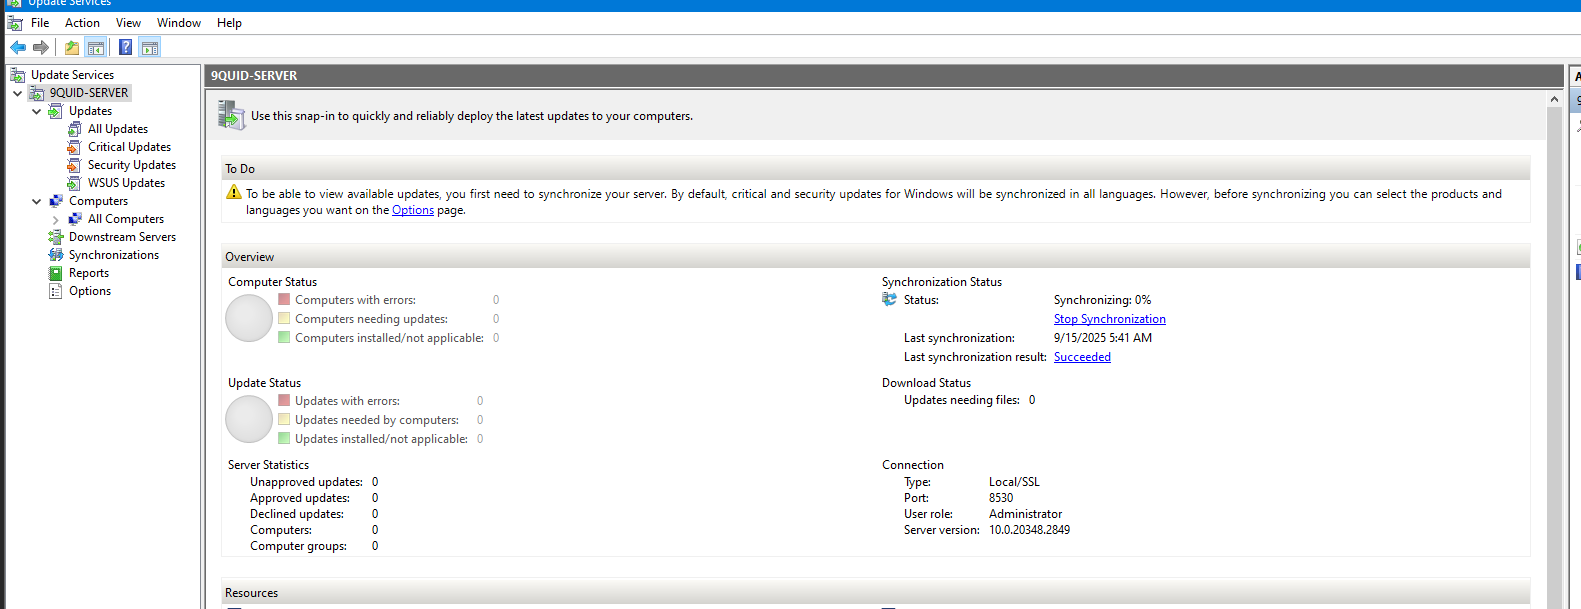 Update Services
File Action View Window Help
Update Services
9QUID-SERVER
Updates
All Updates
Critical Updates
Security Updates
WSUS Updates
Computers
All Computers
Downstream Servers
Synchronizations
Reports
Options
9QUID-SERVER
Use this snap-in to quickly and reliably deploy the latest updates to your computers.
To Do
To be able to view available updates, you first need to synchronize your server. By default, critical and security updates for Windows will be synchronized in all languages. However, before synchronizing you can select the products and
languages you want on the Options page.
Overview
Computer Status
Computers with errors: 0
Computers needing updates: 0
Computers installed/not applicable: 0
Update Status
Updates with errors: 0
Updates needed by computers: 0
Updates installed/not applicable: 0
Server Statistics
Unapproved updates: 0
Approved updates: 0
Declined updates: 0
Computers: 0
Computer groups: 0
Synchronization Status
Status: Synchronizing: 0%
Stop Synchronization
Last synchronization: 9/15/2025 5:41 AM
Last synchronization result: Succeeded
Download Status
Updates needing files: 0
Connection
Type: Local/SSL
Port: 8530
User role: Administrator
Server version: 10.0.20348.2849
Resources